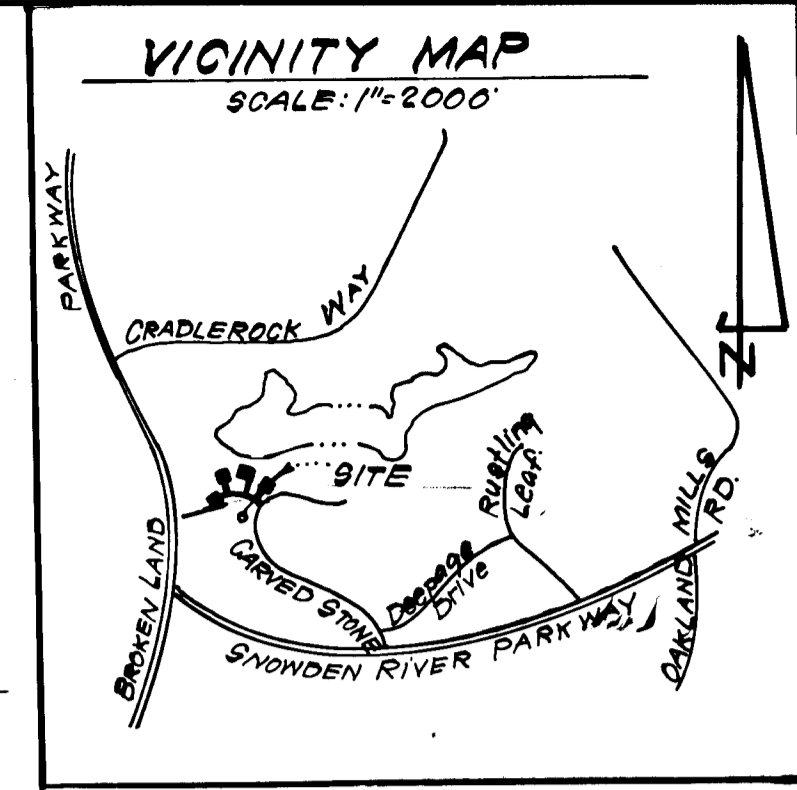 VICINITY MAP
SCALE: 1"=2000'
PARKWAY
CRADLEROCK WAY
SITE
Rustling
Leaf
MILLS
RD.
BROKEN LAND
CARVED STONE
Deepage
Drive
SNOWDEN RIVER PARKWAY
OAKLAND
N